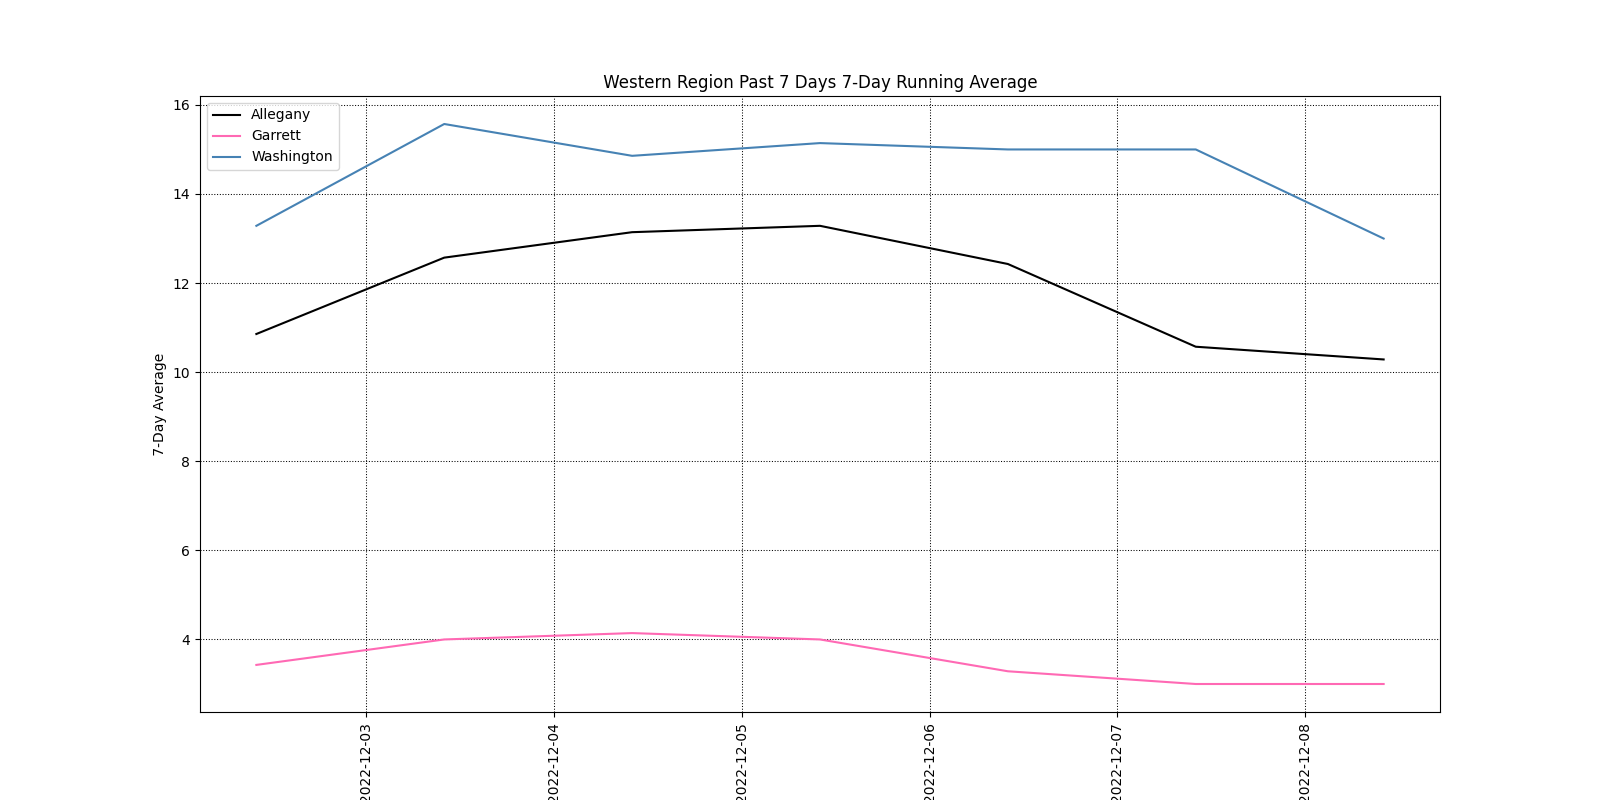 Western Region Past 7 Days 7-Day Running Average
Allegany
Garrett
Washington
16
14
12
10
8
6
4
7-Day Average
2022-12-03
2022-12-04
2022-12-05
2022-12-06
2022-12-07
2022-12-08